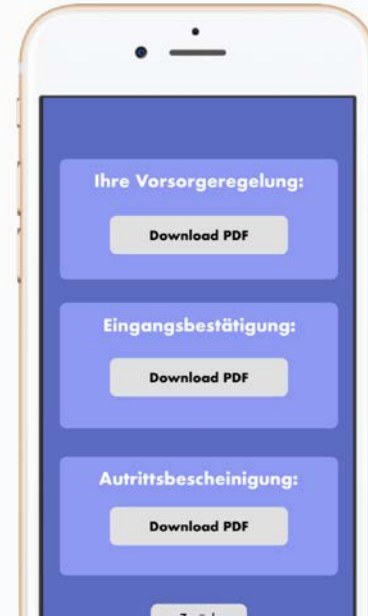 Ihre Vorsorgeregelung:
Download PDF
Eingangsbestätigung:
Download PDF
Autrittsbescheinigung:
Download PDF